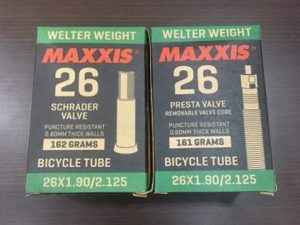 WELTER WEIGHT
MAXXIS®
26
SCHRADER
VALVE
PUNCTURE RESISTANT
0.80MM THICK WALLS
162 GRAMS
BICYCLE TUBE
26X1.90/2.125
WELTER WEIGHT
MAXXIS®
26
PRESTA VALVE
REMOVABLE VALVE CORE
PUNCTURE RESISTANT
0.80MM THICK WALLS
161 GRAMS
BICYCLE TUBE
26X1.90/2.125